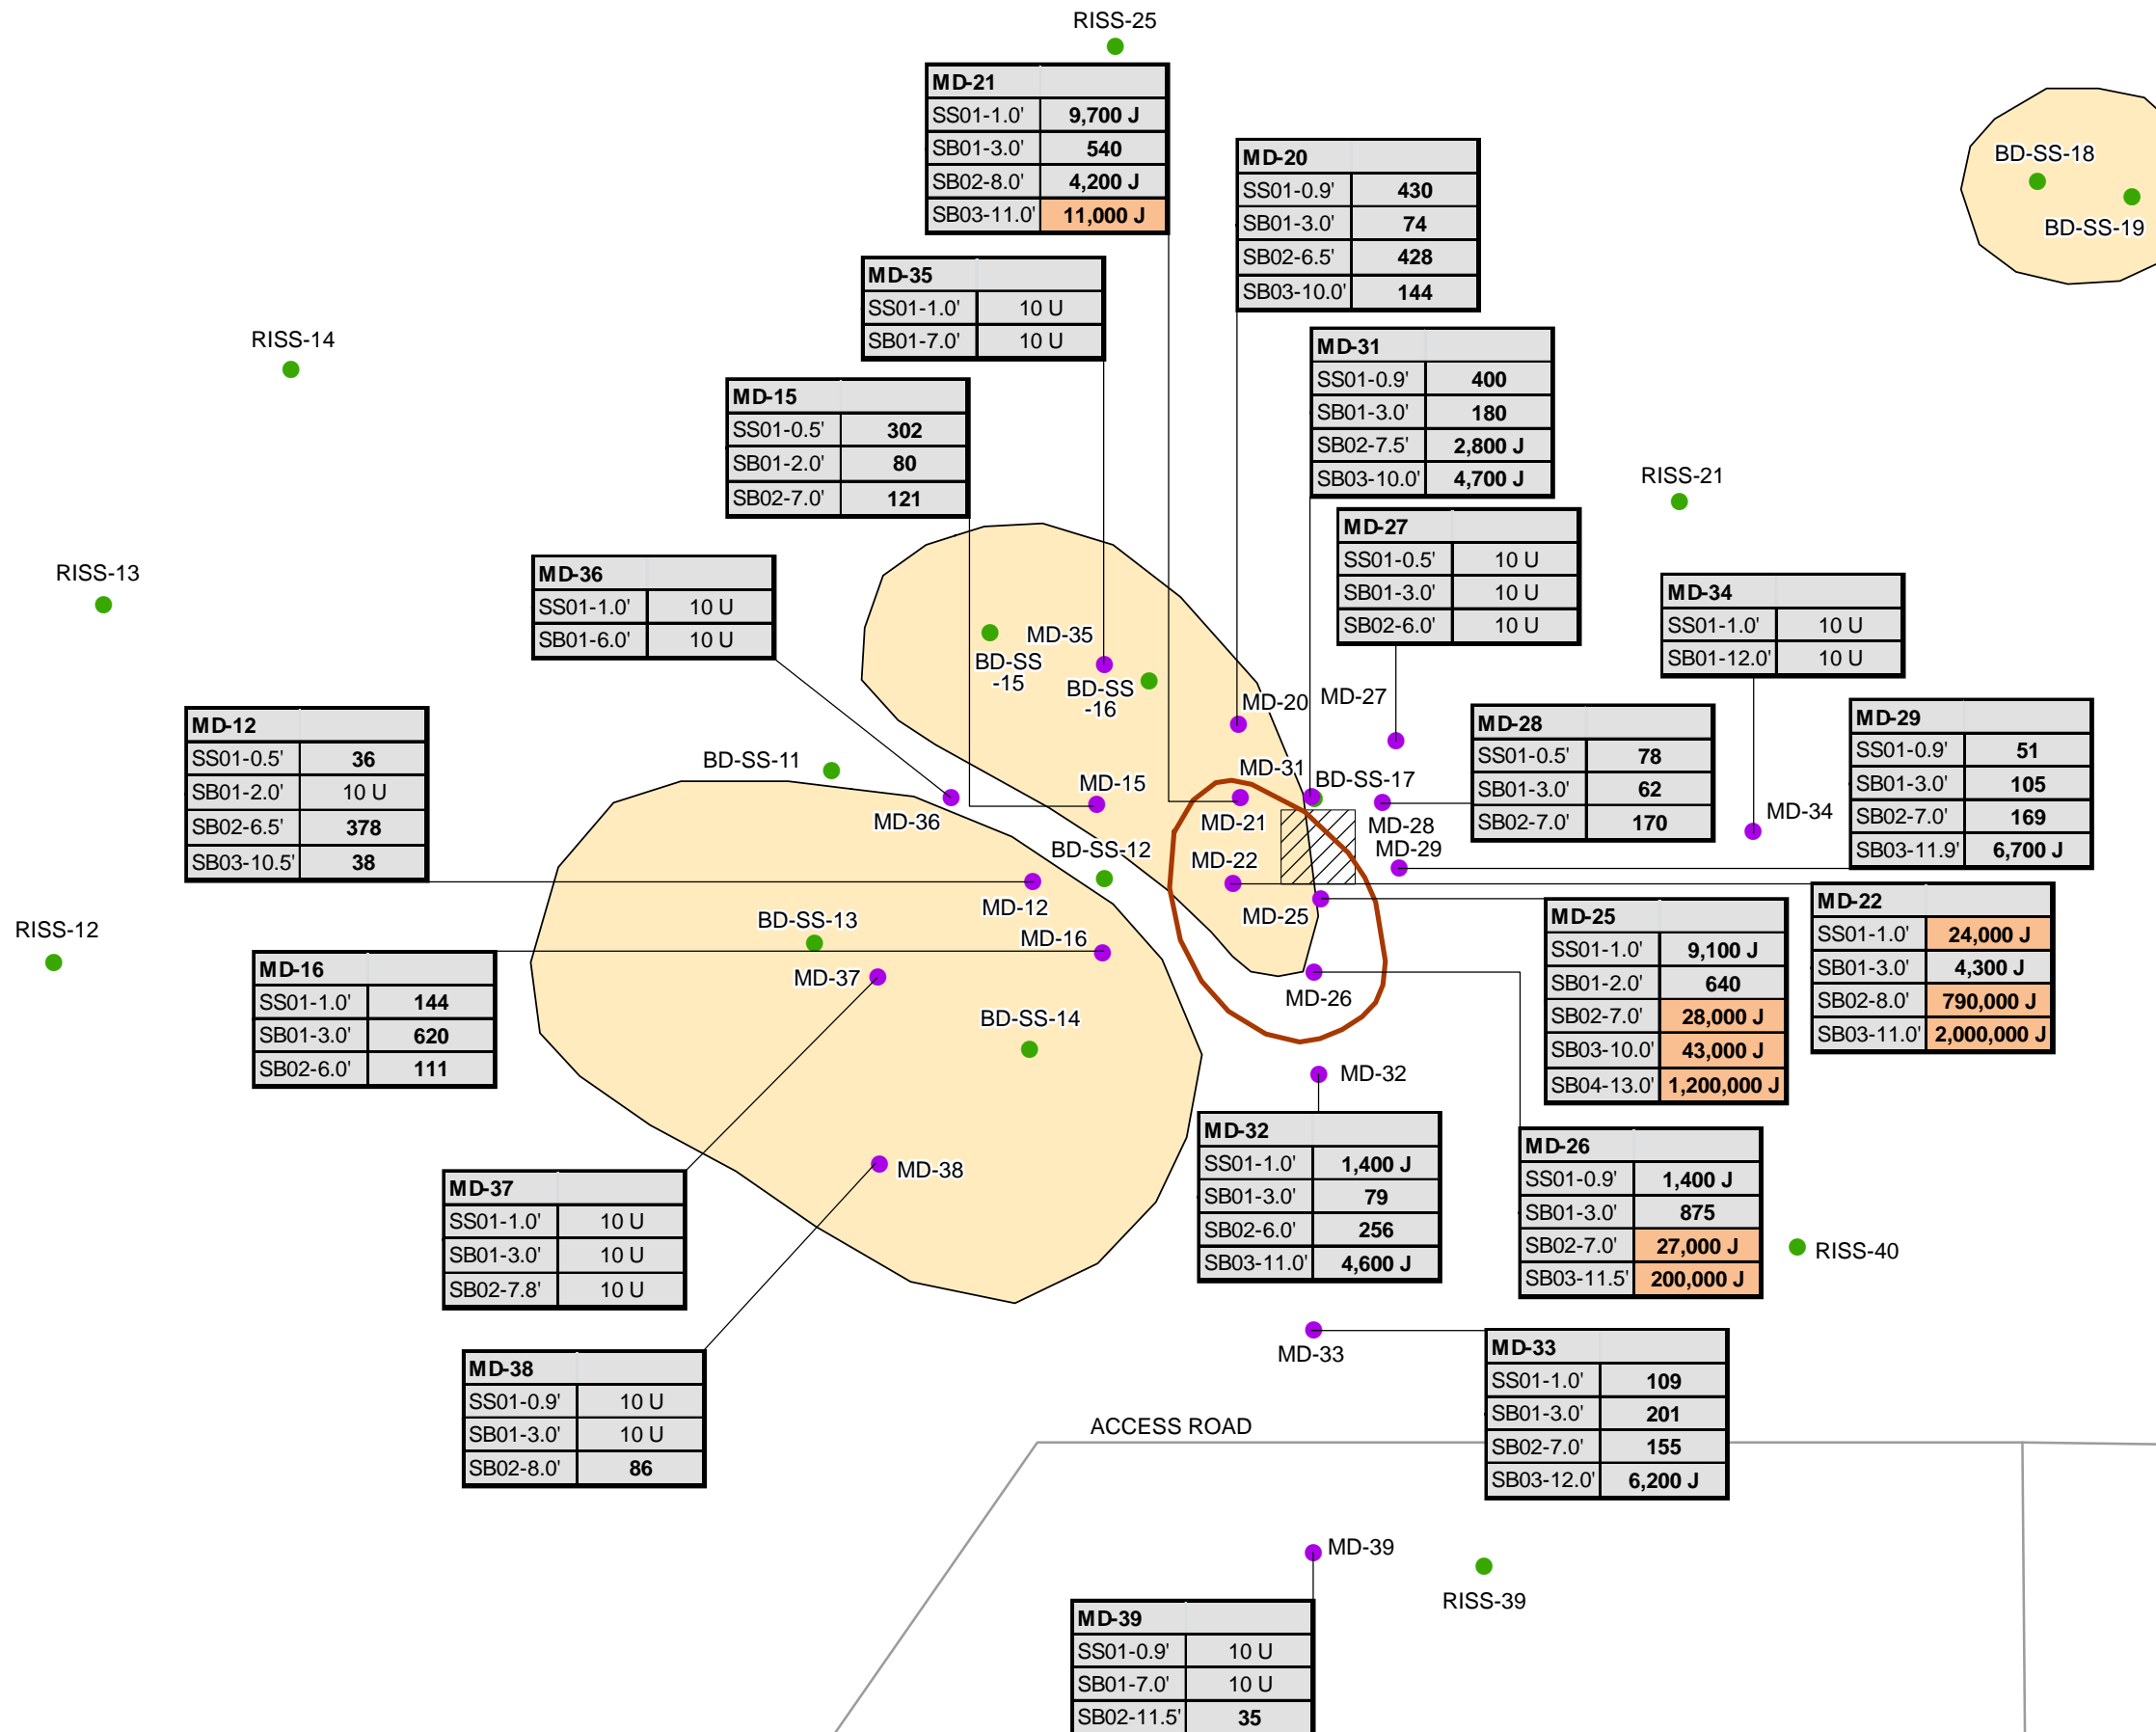 RISS-25
MD-21
SS01-1.0' 9,700 J
SB01-3.0' 540
SB02-8.0' 4,200 J
SB03-11.0' 11,000 J
MD-20
SS01-0.9' 430
SB01-3.0' 74
SB02-6.5' 428
SB03-10.0' 144
BD-SS-18
BD-SS-19
MD-35
SS01-1.0' 10 U
SB01-7.0' 10 U
RISS-14
MD-31
SS01-0.9' 400
SB01-3.0' 180
SB02-7.5' 2,800 J
SB03-10.0' 4,700 J
MD-15
SS01-0.5' 302
SB01-2.0' 80
SB02-7.0' 121
RISS-21
MD-27
SS01-0.5' 10 U
SB01-3.0' 10 U
SB02-6.0' 10 U
RISS-13
MD-36
SS01-1.0' 10 U
SB01-6.0' 10 U
MD-34
SS01-1.0' 10 U
SB01-12.0' 10 U
MD-35
BD-SS
-15
BD-SS
-16
MD-20
MD-27
MD-12
SS01-0.5' 36
SB01-2.0' 10 U
SB02-6.5' 378
SB03-10.5' 38
MD-28
SS01-0.5' 78
SB01-3.0' 62
SB02-7.0' 170
MD-29
SS01-0.9' 51
SB01-3.0' 105
SB02-7.0' 169
SB03-11.9' 6,700 J
BD-SS-11
MD-31
BD-SS-17
MD-15
MD-36
MD-21
MD-28
MD-34
BD-SS-12
MD-22
MD-29
MD-12
MD-25
BD-SS-13
MD-16
RISS-12
MD-22
SS01-1.0' 24,000 J
SB01-3.0' 4,300 J
SB02-8.0' 790,000 J
SB03-11.0' 2,000,000 J
MD-25
SS01-1.0' 9,100 J
SB01-2.0' 640
SB02-7.0' 28,000 J
SB03-10.0' 43,000 J
SB04-13.0' 1,200,000 J
MD-16
SS01-1.0' 144
SB01-3.0' 620
SB02-6.0' 111
MD-37
MD-26
BD-SS-14
MD-32
MD-32
SS01-1.0' 1,400 J
SB01-3.0' 79
SB02-6.0' 256
SB03-11.0' 4,600 J
MD-26
SS01-0.9' 1,400 J
SB01-3.0' 875
SB02-7.0' 27,000 J
SB03-11.5' 200,000 J
MD-38
MD-37
SS01-1.0' 10 U
SB01-3.0' 10 U
SB02-7.8' 10 U
RISS-40
MD-33
MD-33
SS01-1.0' 109
SB01-3.0' 201
SB02-7.0' 155
SB03-12.0' 6,200 J
MD-38
SS01-0.9' 10 U
SB01-3.0' 10 U
SB02-8.0' 86
ACCESS ROAD
MD-39
RISS-39
MD-39
SS01-0.9' 10 U
SB01-7.0' 10 U
SB02-11.5' 35